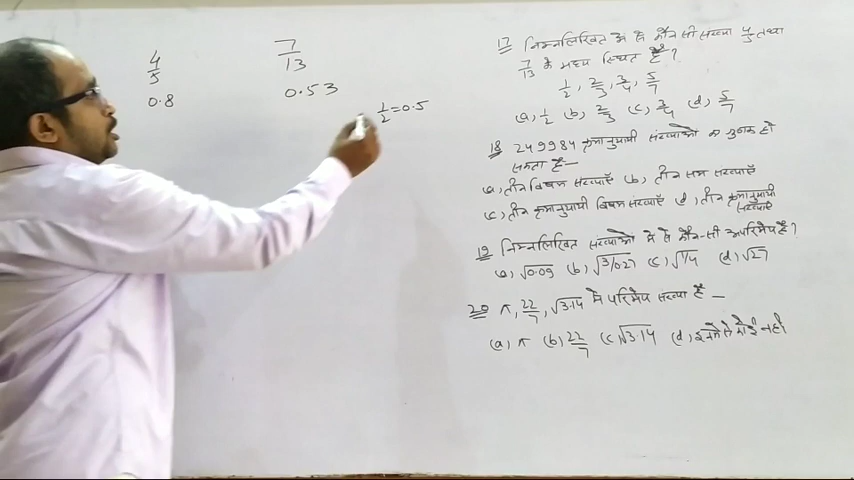 4/5
0.8
7/13
0.53
1/2 = 0.5
17 निम्नलिखित में से कौन सी संख्या 4/5 तथा
7/13 के मध्य स्थित है?
1/2, 2/3, 3/4, 5/7
(a) 1/2 (b) 2/3 (c) 3/4 (d) 5/7
18 249984 क्रमानुयायी संख्याओं का गुणक हो
सकता है—
(a) तीन विषम संख्याएँ (b) तीन सम संख्याएँ
(c) तीन क्रमानुयायी विषम संख्याएँ (d) तीन क्रमानुयायी
संख्याएँ
19 निम्नलिखित संख्याओं में से कौन-सी अपरिमेय है?
(a) √0.09 (b) √3/0.27 (c) √1/4 (d) √27
20 π, 22/7, √3.14 में परिमेय संख्या है —
(a) π (b) 22/7 (c) √3.14 (d) इनमें से कोई नहीं